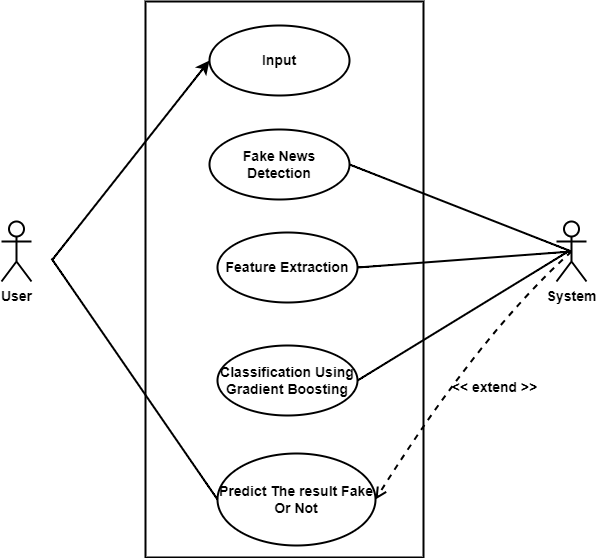 Input
Fake News
Detection
Feature Extraction
User
System
Classification Using
Gradient Boosting
<< extend >>
Predict The result Fake
Or Not